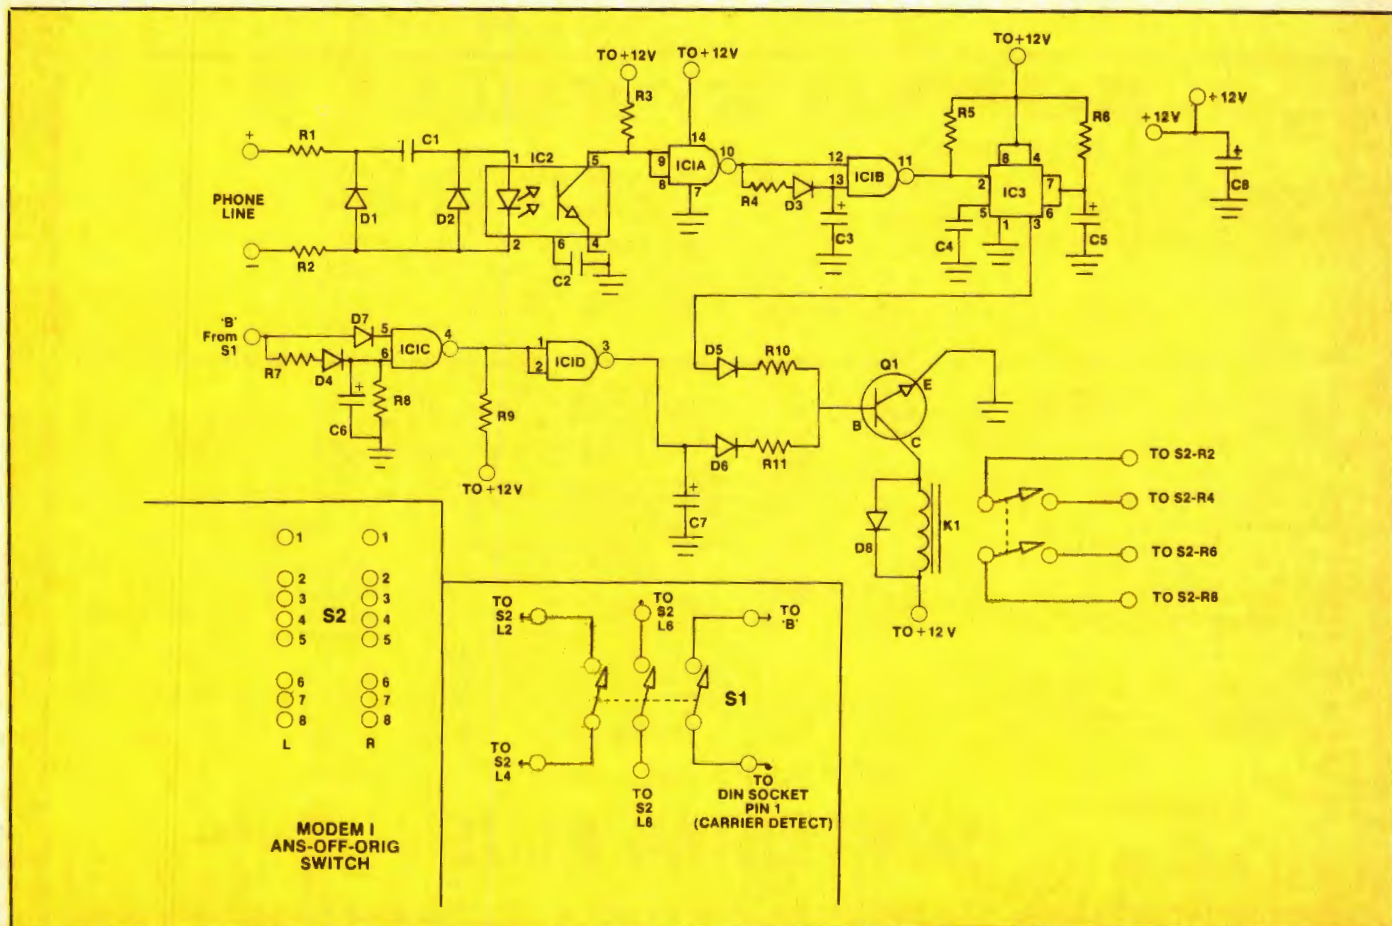 TO +12V
TO +12V
TO +12V
+12V
+12V
R3
R5
R6
C8
+
+
R1
C1
1
IC2
5
14
9
8
IC1A
10
7
12
13
IC1B
11
R4
D3
+
C3
2
8
4
7
5
IC3
6
1
3
C4
+
C5
PHONE
LINE
D1
D2
−
R2
2
6
4
C2
'B'
From
S1
D7
5
6
IC1C
4
1
2
IC1D
3
R7
D4
+
C6
R8
R9
TO +12V
D5
R10
Q1
E
B
C
D6
R11
+
C7
D8
K1
TO +12V
TO S2-R2
TO S2-R4
TO S2-R6
TO S2-R8
1 1
2 2
3 3
S2
4 4
5 5
6 6
7 7
8 8
L R
MODEM I
ANS-OFF-ORIG
SWITCH
TO
S2
L2
TO
S2
L6
TO
'B'
S1
TO
S2
L4
TO
S2
L8
TO
DIN SOCKET
PIN 1
(CARRIER DETECT)